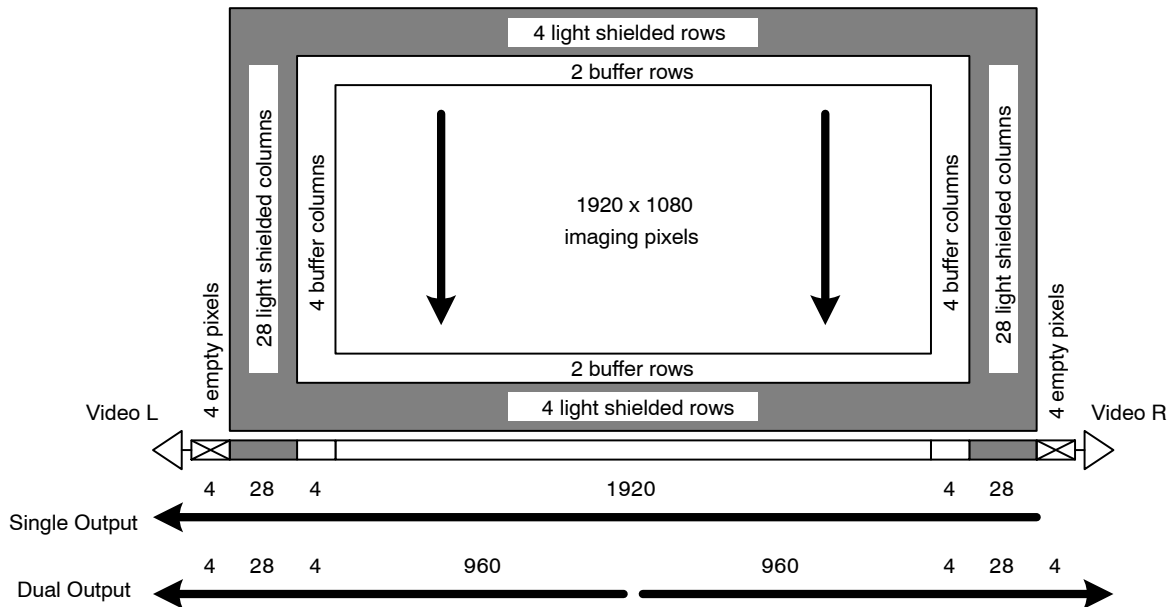 4 light shielded rows
2 buffer rows
28 light shielded columns
4 buffer columns
1920 x 1080
imaging pixels
4 buffer columns
28 light shielded columns
4 empty pixels
4 empty pixels
2 buffer rows
4 light shielded rows
Video L
Video R
4 28 4 1920 4 28
Single Output
4 28 4 960 960 4 28 4
Dual Output